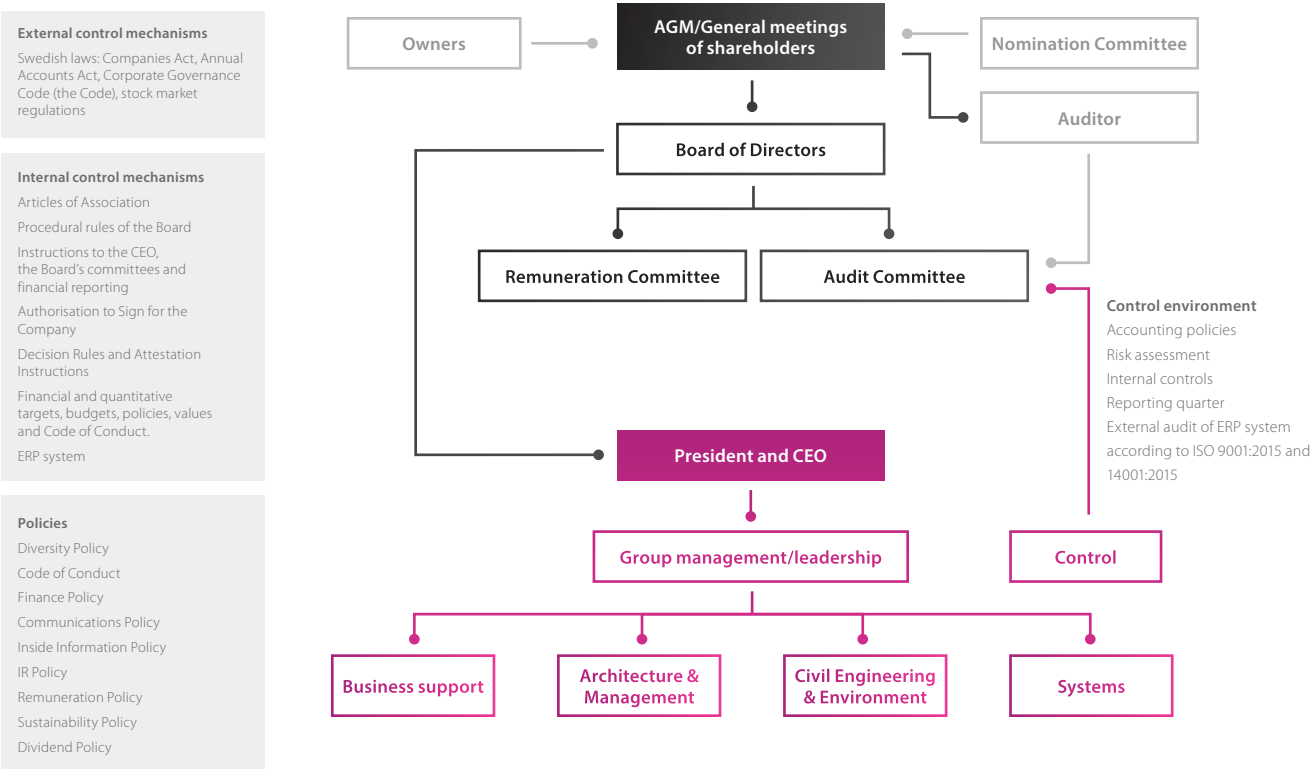 External control mechanisms
Swedish laws: Companies Act, Annual
Accounts Act, Corporate Governance
Code (the Code), stock market
regulations
Internal control mechanisms
Articles of Association
Procedural rules of the Board
Instructions to the CEO,
the Board's committees and
financial reporting
Authorisation to Sign for the
Company
Decision Rules and Attestation
Instructions
Financial and quantitative
targets, budgets, policies, values
and Code of Conduct.
ERP system
Policies
Diversity Policy
Code of Conduct
Finance Policy
Communications Policy
Inside Information Policy
IR Policy
Remuneration Policy
Sustainability Policy
Dividend Policy
Owners
AGM/General meetings
of shareholders
Nomination Committee
Auditor
Board of Directors
Remuneration Committee
Audit Committee
Control environment
Accounting policies
Risk assessment
Internal controls
Reporting quarter
External audit of ERP system
according to ISO 9001:2015 and
14001:2015
President and CEO
Group management/leadership
Control
Business support
Architecture &
Management
Civil Engineering
& Environment
Systems